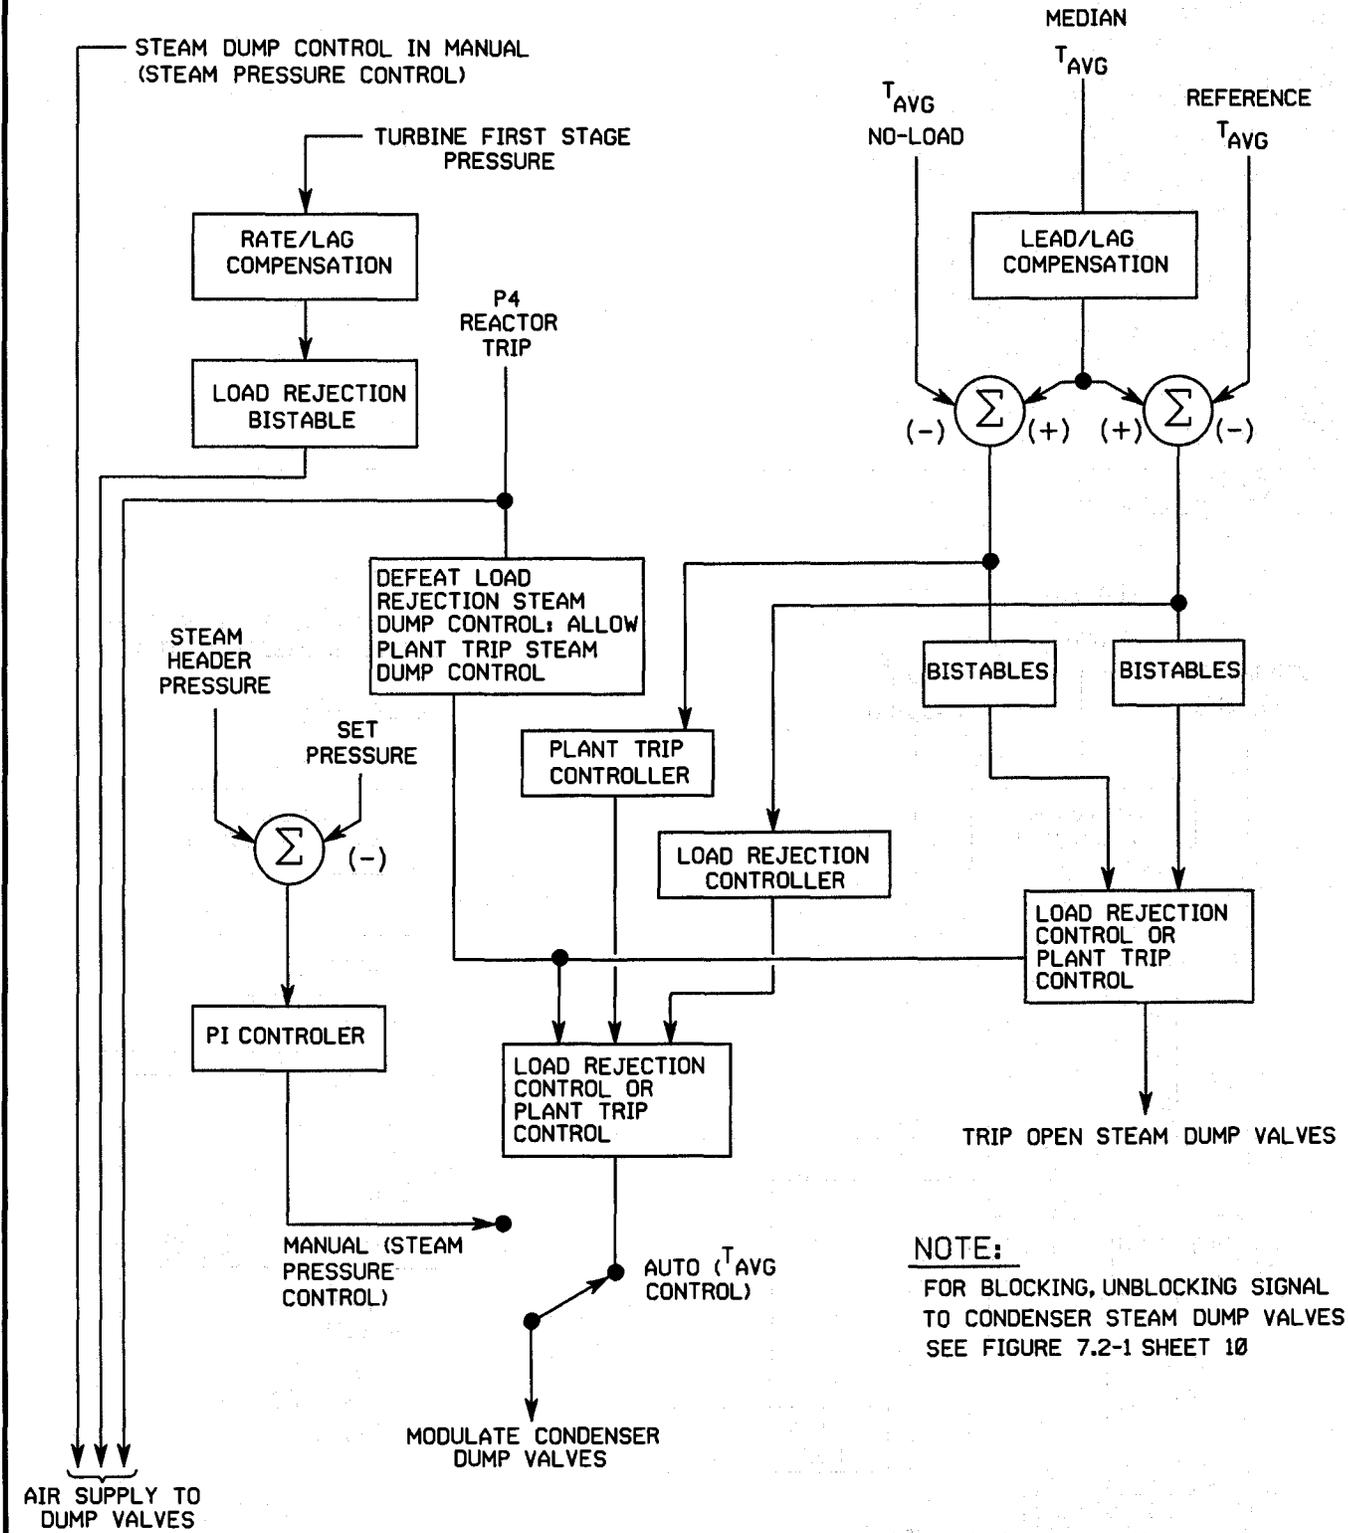 MEDIAN
TAVG
STEAM DUMP CONTROL IN MANUAL
(STEAM PRESSURE CONTROL)
TAVG
NO-LOAD
REFERENCE
TAVG
TURBINE FIRST STAGE
PRESSURE
RATE/LAG
COMPENSATION
LEAD/LAG
COMPENSATION
P4
REACTOR
TRIP
LOAD REJECTION
BISTABLE
Σ
Σ
(-)
(+)
(+)
(-)
DEFEAT LOAD
REJECTION STEAM
DUMP CONTROL: ALLOW
PLANT TRIP STEAM
DUMP CONTROL
STEAM
HEADER
PRESSURE
BISTABLES
BISTABLES
SET
PRESSURE
PLANT TRIP
CONTROLLER
Σ
(-)
LOAD REJECTION
CONTROLLER
LOAD REJECTION
CONTROL OR
PLANT TRIP
CONTROL
PI CONTROLER
LOAD REJECTION
CONTROL OR
PLANT TRIP
CONTROL
TRIP OPEN STEAM DUMP VALVES
MANUAL (STEAM
PRESSURE
CONTROL)
AUTO (TAVG
CONTROL)
NOTE:
FOR BLOCKING, UNBLOCKING SIGNAL
TO CONDENSER STEAM DUMP VALVES
SEE FIGURE 7.2-1 SHEET 10
MODULATE CONDENSER
DUMP VALVES
AIR SUPPLY TO
DUMP VALVES